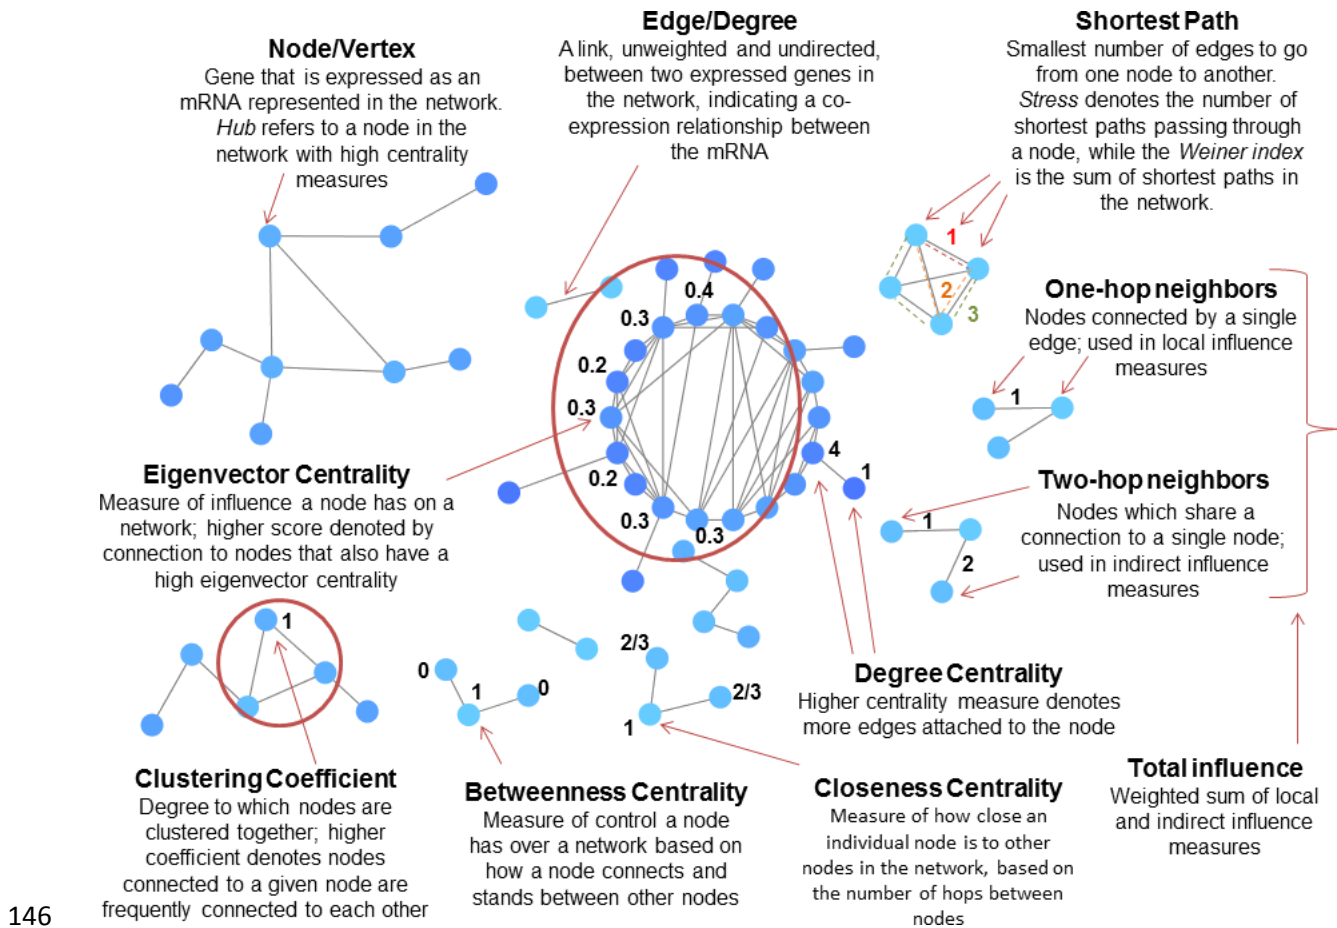 Node/Vertex
Gene that is expressed as an
mRNA represented in the network.
Hub refers to a node in the
network with high centrality
measures
Edge/Degree
A link, unweighted and undirected,
between two expressed genes in
the network, indicating a co-
expression relationship between
the mRNA
Shortest Path
Smallest number of edges to go
from one node to another.
Stress denotes the number of
shortest paths passing through
a node, while the Weiner index
is the sum of shortest paths in
the network.
1
2
3
0.4
0.3
0.2
0.3
0.2
0.3
0.3
4
1
One-hop neighbors
Nodes connected by a single
edge; used in local influence
measures
1
Two-hop neighbors
Nodes which share a
connection to a single node;
used in indirect influence
measures
1
2
Eigenvector Centrality
Measure of influence a node has on a
network; higher score denoted by
connection to nodes that also have a
high eigenvector centrality
1
0
1
0
2/3
2/3
1
Degree Centrality
Higher centrality measure denotes
more edges attached to the node
Clustering Coefficient
Degree to which nodes are
clustered together; higher
coefficient denotes nodes
connected to a given node are
frequently connected to each other
Betweenness Centrality
Measure of control a node
has over a network based on
how a node connects and
stands between other nodes
Closeness Centrality
Measure of how close an
individual node is to other
nodes in the network, based on
the number of hops between
nodes
Total influence
Weighted sum of local
and indirect influence
measures
146